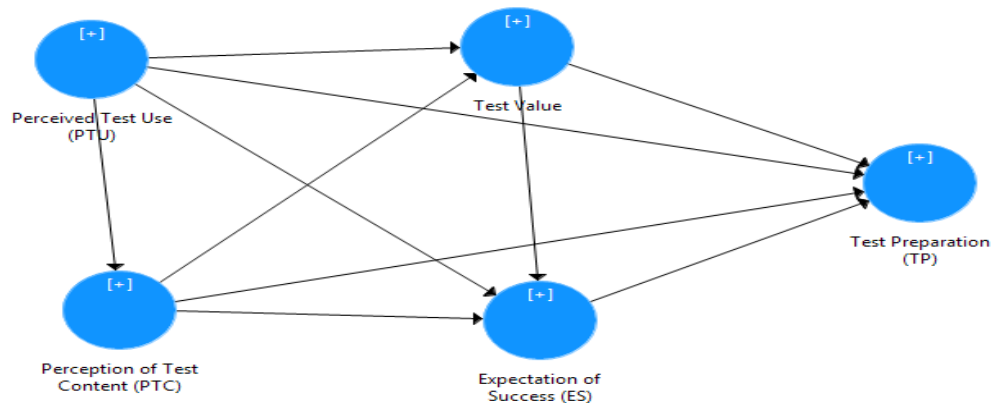 [+]
Perceived Test Use
(PTU)
[+]
Test Value
[+]
Test Preparation
(TP)
[+]
Perception of Test
Content (PTC)
[+]
Expectation of
Success (ES)